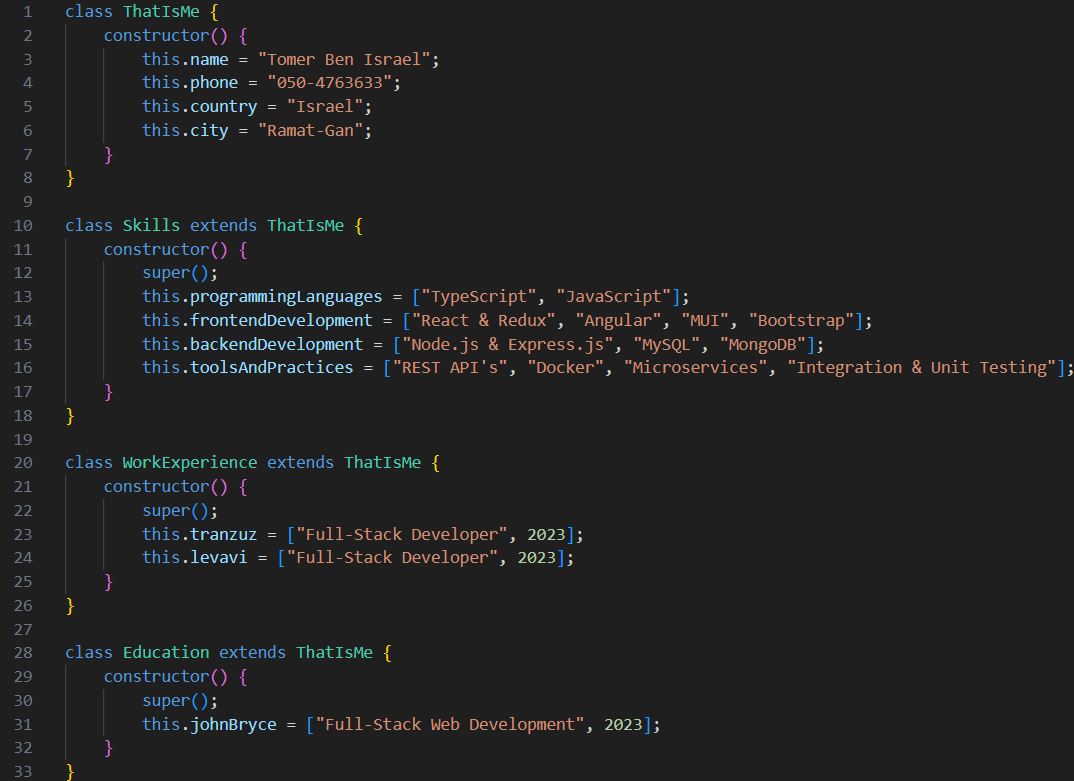 1 class ThatIsMe {
2 constructor() {
3 this.name = "Tomer Ben Israel";
4 this.phone = "050-4763633";
5 this.country = "Israel";
6 this.city = "Ramat-Gan";
7 }
8 }
9
10 class Skills extends ThatIsMe {
11 constructor() {
12 super();
13 this.programmingLanguages = ["TypeScript", "JavaScript"];
14 this.frontendDevelopment = ["React & Redux", "Angular", "MUI", "Bootstrap"];
15 this.backendDevelopment = ["Node.js & Express.js", "MySQL", "MongoDB"];
16 this.toolsAndPractices = ["REST API's", "Docker", "Microservices", "Integration & Unit Testing"];
17 }
18 }
19
20 class WorkExperience extends ThatIsMe {
21 constructor() {
22 super();
23 this.tranzuz = ["Full-Stack Developer", 2023];
24 this.levavi = ["Full-Stack Developer", 2023];
25 }
26 }
27
28 class Education extends ThatIsMe {
29 constructor() {
30 super();
31 this.johnBryce = ["Full-Stack Web Development", 2023];
32 }
33 }